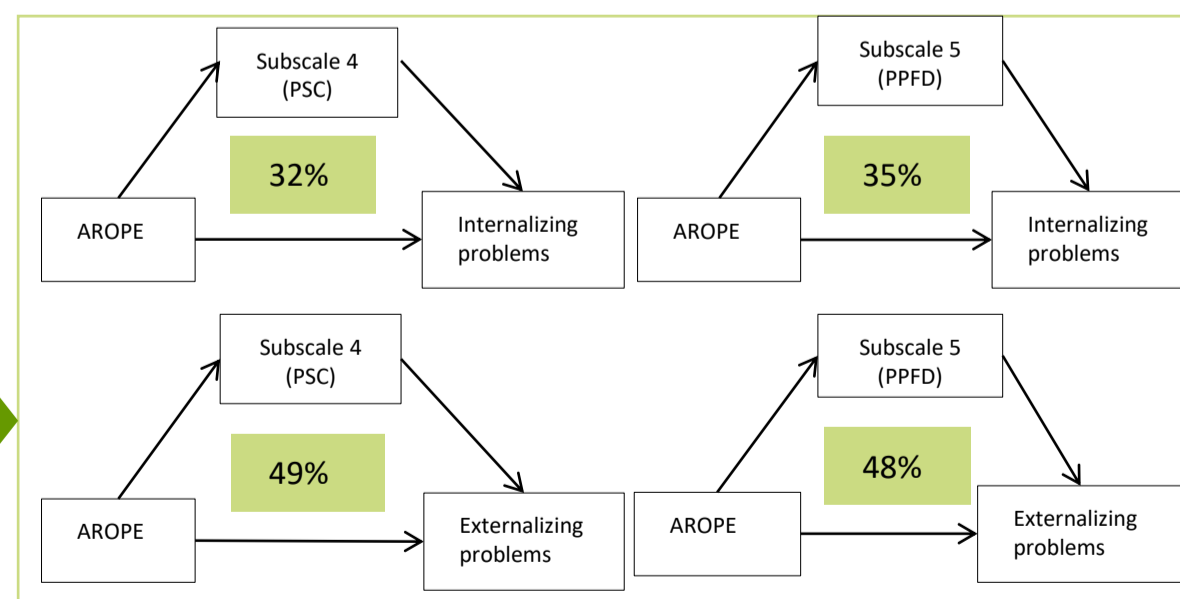 Subscale 4
(PSC)
32%
AROPE
Internalizing
problems
Subscale 5
(PPFD)
35%
AROPE
Internalizing
problems
Subscale 4
(PSC)
49%
AROPE
Externalizing
problems
Subscale 5
(PPFD)
48%
AROPE
Externalizing
problems